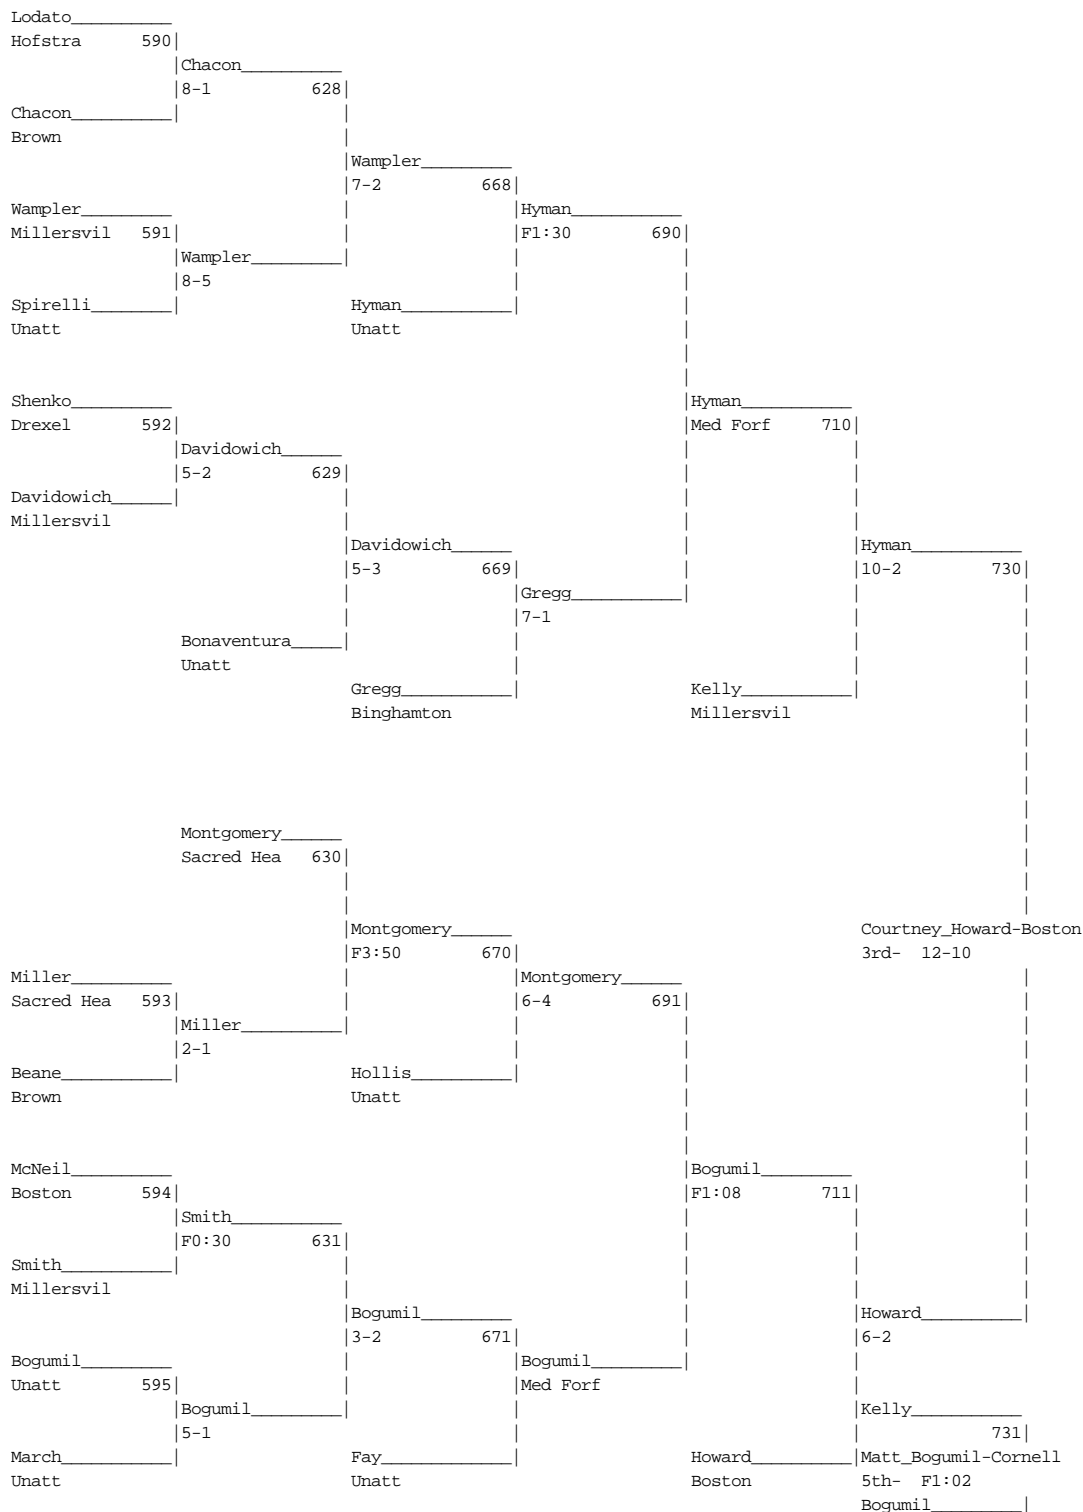 Lodato__________
Hofstra      590|
                |Chacon__________
                |8-1          628|
Chacon__________|                |
Brown                            |
                                 |Wampler_________
                                 |7-2          668|
Wampler_________                 |                |Hyman___________
Millersvil   591|                |                |F1:30        690|
                |Wampler_________|                |                |
                |8-5                              |                |
Spirelli________|                 Hyman___________|                |
Unatt                             Unatt                            |
                                                                   |
                                                                   |
Shenko__________                                                   |Hyman___________
Drexel       592|                                                  |Med Forf     710|
                |Davidowich______                                  |                |
                |5-2          629|                                 |                |
Davidowich______|                |                                 |                |
Millersvil                       |                                 |                |
                                 |Davidowich______                 |                |Hyman___________
                                 |5-3          669|                |                |10-2         730|
                                 |                |Gregg___________|                |                |
                                 |                |7-1                              |                |
                 Bonaventura_____|                |                                 |                |
                 Unatt                            |                                 |                |
                                  Gregg___________|                 Kelly___________|                |
                                  Binghamton                        Millersvil                       |
                                                                                                     |
                 Montgomery______                                                                    |
                 Sacred Hea   630|                                                                   |
                                 |                                                                   |
                                 |                                                                   |
                                 |Montgomery______                                   Courtney_Howard-Boston
                                 |F3:50        670|                                  3rd-  12-10
Miller__________                 |                |Montgomery______                                  |
Sacred Hea   593|                |                |6-4          691|                                 |
                |Miller__________|                |                |                                 |
                |2-1                              |                |                                 |
Beane___________|                 Hollis__________|                |                                 |
Brown                             Unatt                            |                                 |
                                                                   |                                 |
                                                                   |                                 |
McNeil__________                                                   |Bogumil_________                 |
Boston       594|                                                  |F1:08        711|                |
                |Smith___________                                  |                |                |
                |F0:30        631|                                 |                |                |
Smith___________|                |                                 |                |                |
Millersvil                       |                                 |                |                |
                                 |Bogumil_________                 |                |Howard__________|
                                 |3-2          671|                |                |6-2
Bogumil_________                 |                |Bogumil_________|                |
Unatt        595|                |                |Med Forf                         |
                |Bogumil_________|                |                                 |Kelly___________
                |5-1                              |                                 |             731|
March___________|                 Fay_____________|                 Howard__________|Matt_Bogumil-Cornell
Unatt                             Unatt                             Boston           5th-  F1:02
                                                                                     Bogumil_________|